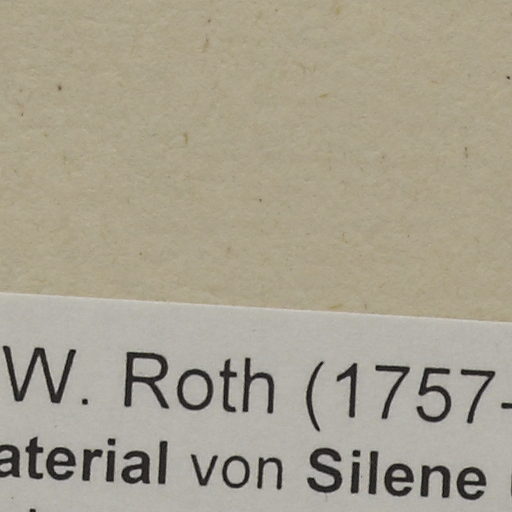 W. Roth (1757-
aterial von Silene